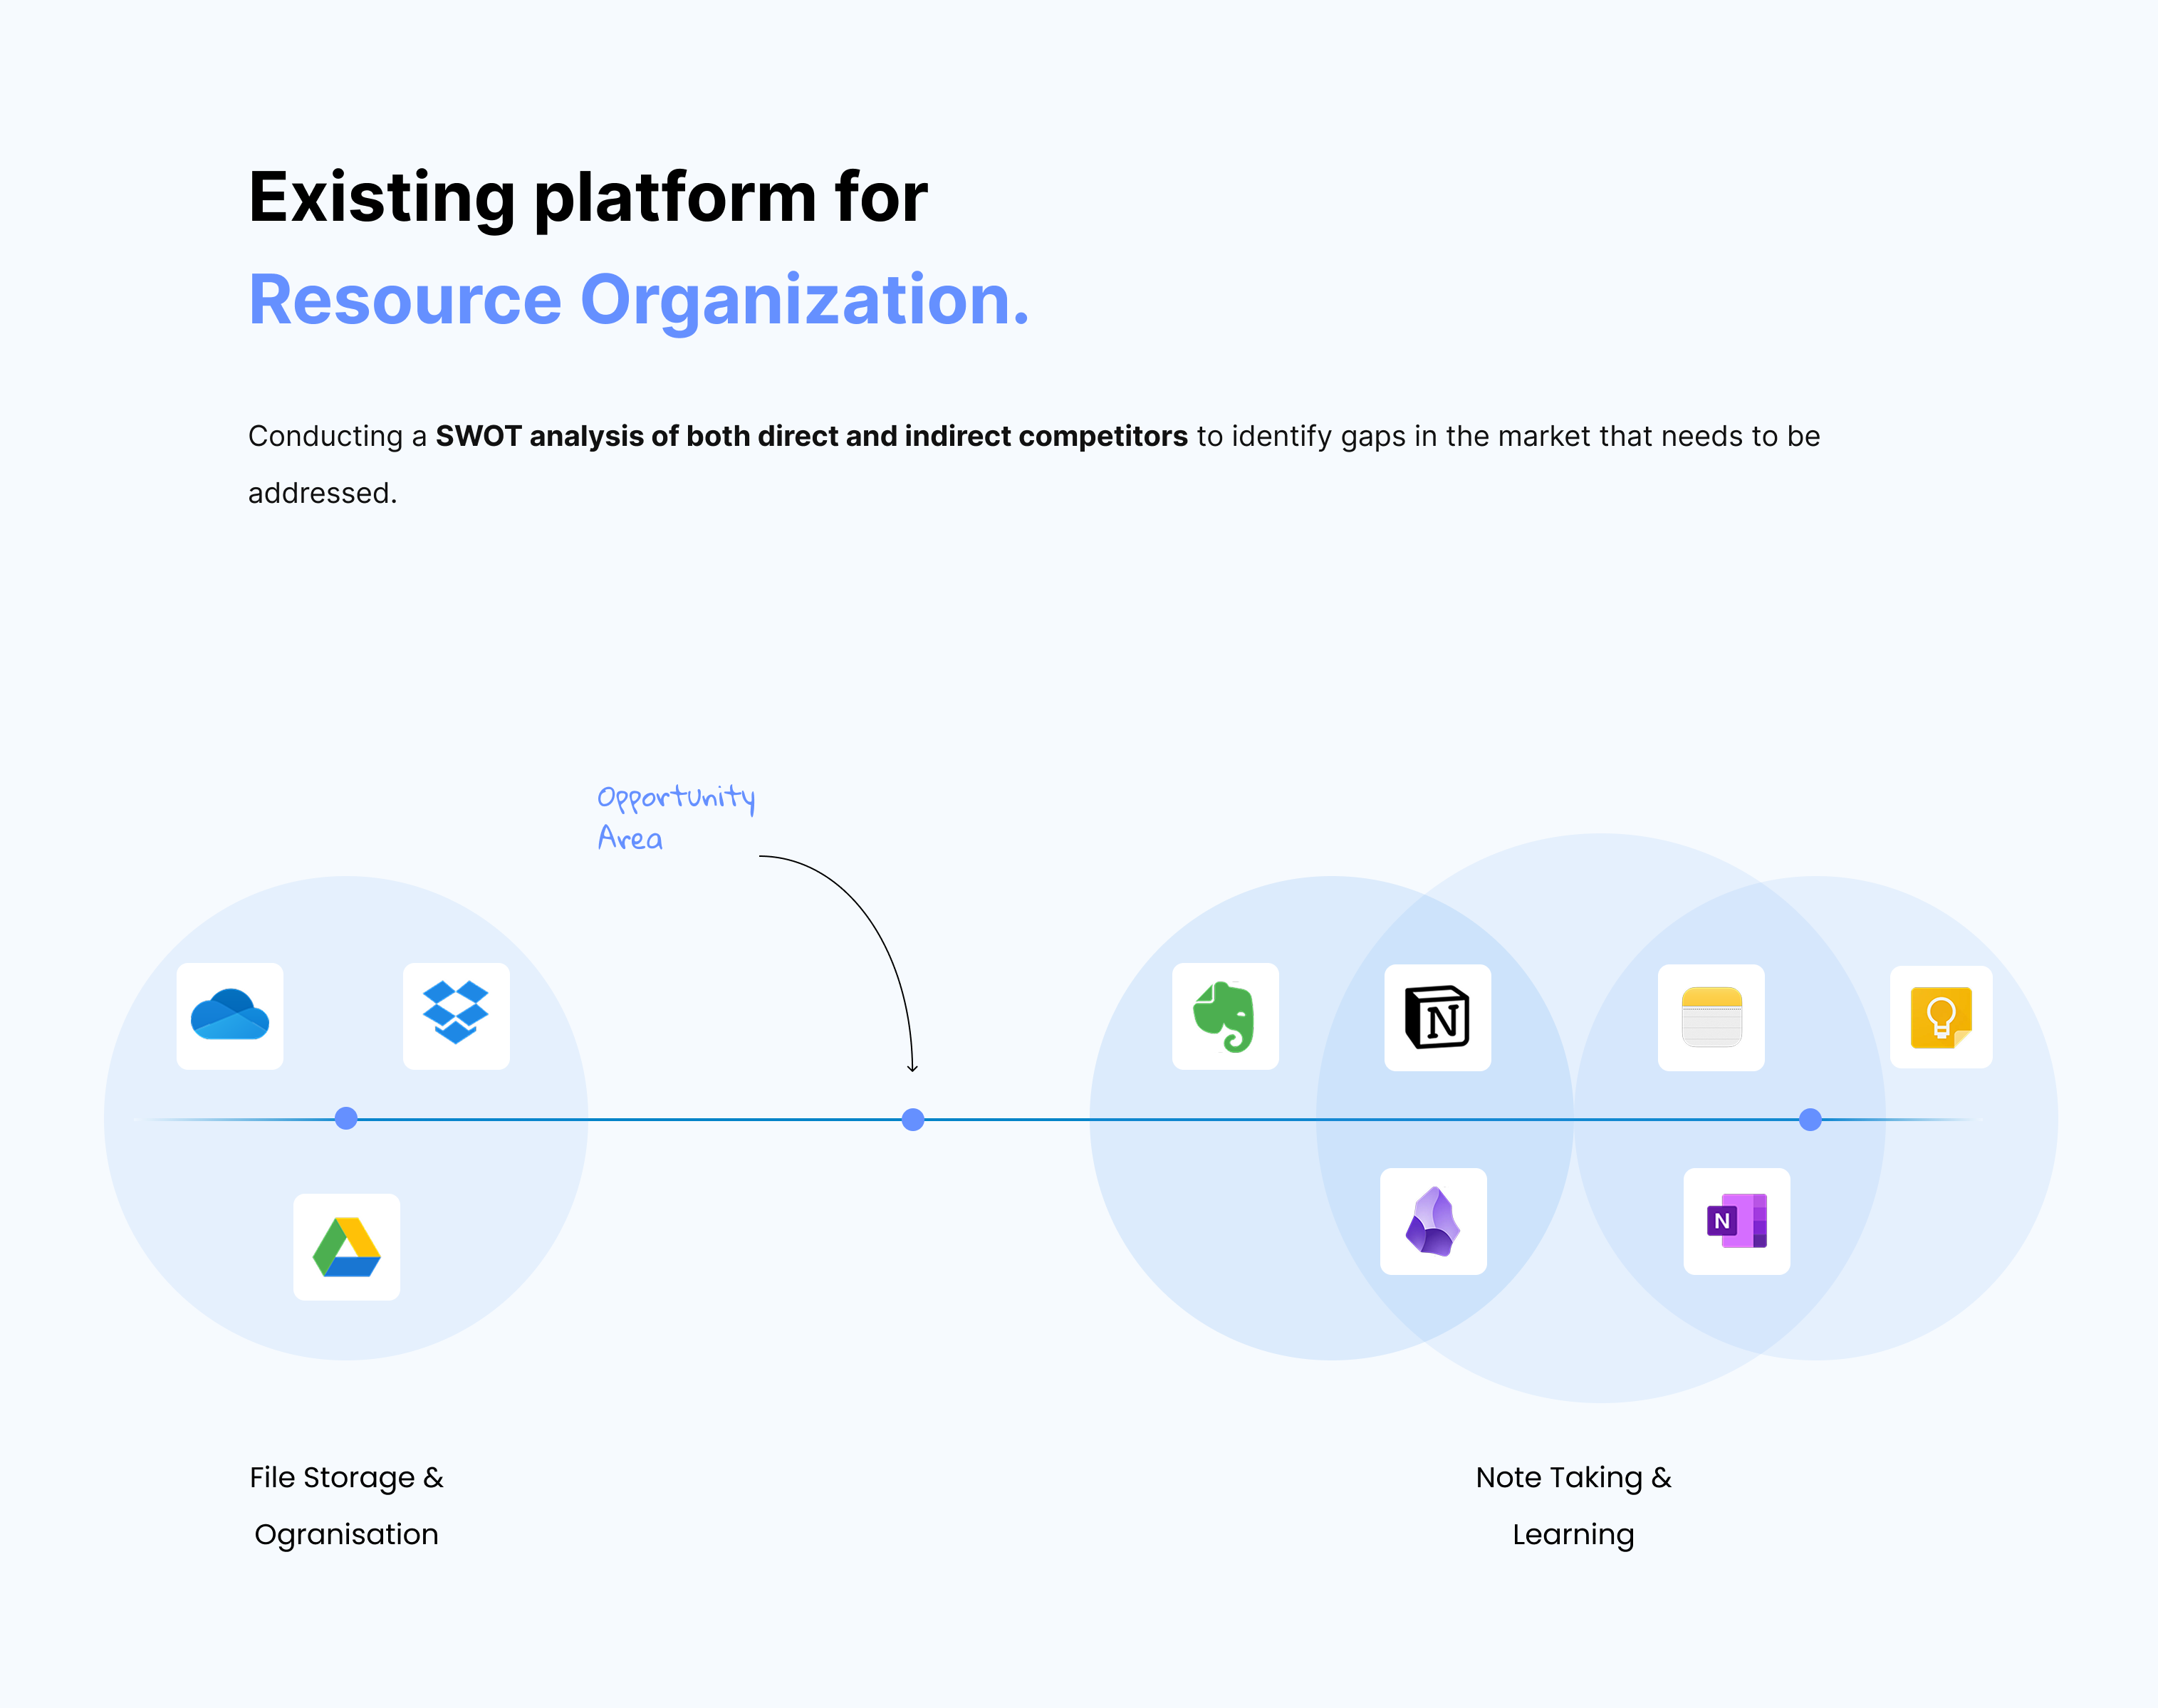 Existing platform for
Resource Organization.
Conducting a SWOT analysis of both direct and indirect competitors to identify gaps in the market that needs to be
addressed.
Opportunity
Area
N
N
File Storage &
Ogranisation
Note Taking &
Learning